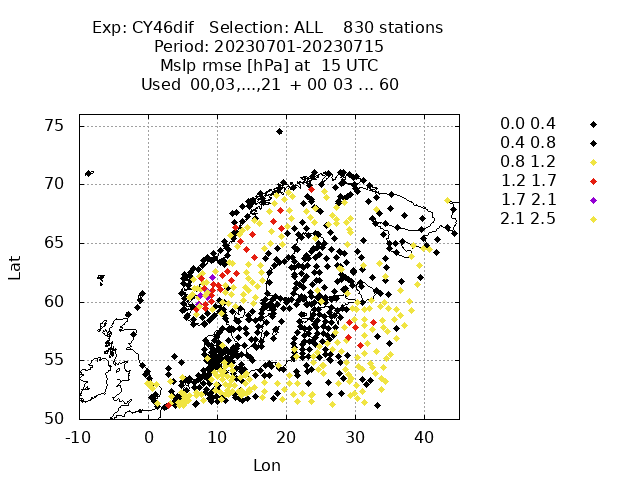 Exp: CY46dif   Selection: ALL    830 stations
Period: 20230701-20230715
Mslp rmse [hPa] at  15 UTC
Used  00,03,...,21  + 00 03 ... 60
0.0 0.4
0.4 0.8
0.8 1.2
1.2 1.7
1.7 2.1
2.1 2.5
75
70
65
60
55
50
Lat
-10 0 10 20 30 40
Lon